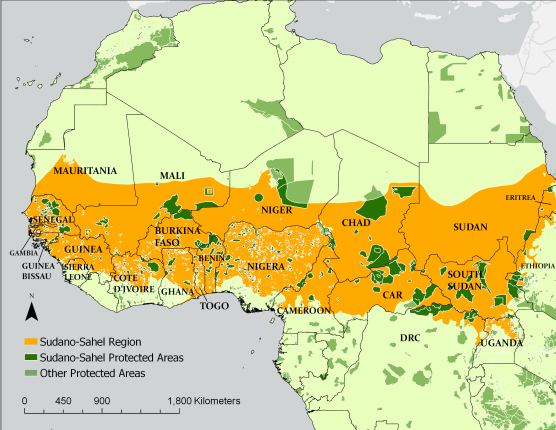 MAURITANIA
MALI
NIGER
CHAD
SUDAN
ERITREA
SENEGAL
GAMBIA
GUINEA
BISSAU
GUINEA
SIERRA
LEONE
COTE
D'IVOIRE
BURKINA
FASO
GHANA
TOGO
BENIN
NIGERIA
CAMEROON
CAR
SOUTH
SUDAN
ETHIOPIA
UGANDA
DRC
N
Sudano-Sahel Region
Sudano-Sahel Protected Areas
Other Protected Areas
0 450 900 1,800 Kilometers